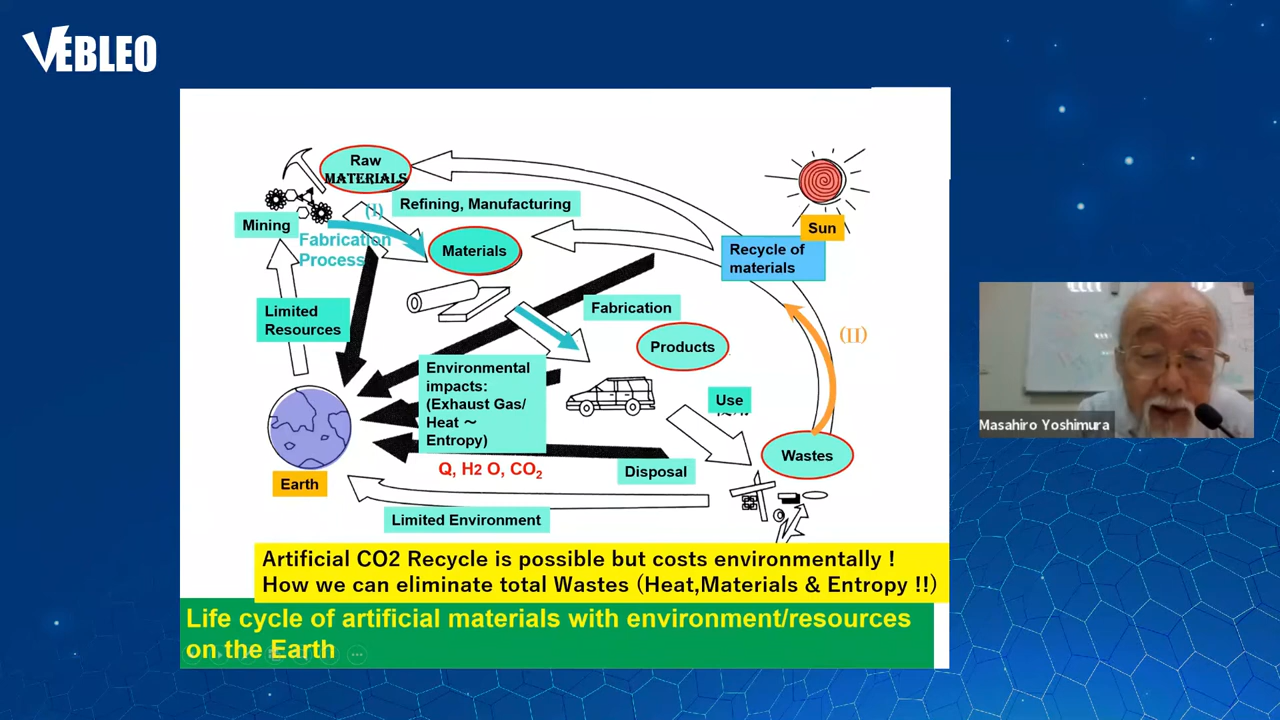 VEBLEO
Raw
MATERIALS
(I)
Refining, Manufacturing
Mining
Fabrication
Process
Materials
Sun
Recycle of
materials
Limited
Resources
Fabrication
Products
(II)
Environmental
impacts:
(Exhaust Gas/
Heat ～
Entropy)
Use
Wastes
Q, H2 O, CO2
Disposal
Earth
Limited Environment
Masahiro Yoshimura
Artificial CO2 Recycle is possible but costs environmentally !
How we can eliminate total Wastes (Heat,Materials & Entropy !!)
Life cycle of artificial materials with environment/resources
on the Earth